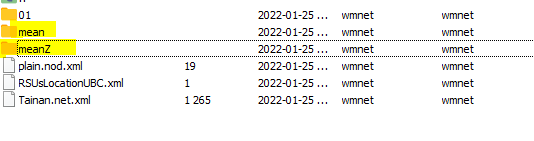 01 2022-01-25 ... wmnet wmnet
mean 2022-01-25 ... wmnet wmnet
meanZ 2022-01-25 ... wmnet wmnet
plain.nod.xml 19 2022-01-25 ... wmnet wmnet
RSUsLocationUBC.xml 1 2022-01-25 ... wmnet wmnet
Tainan.net.xml 1 265 2022-01-25 ... wmnet wmnet